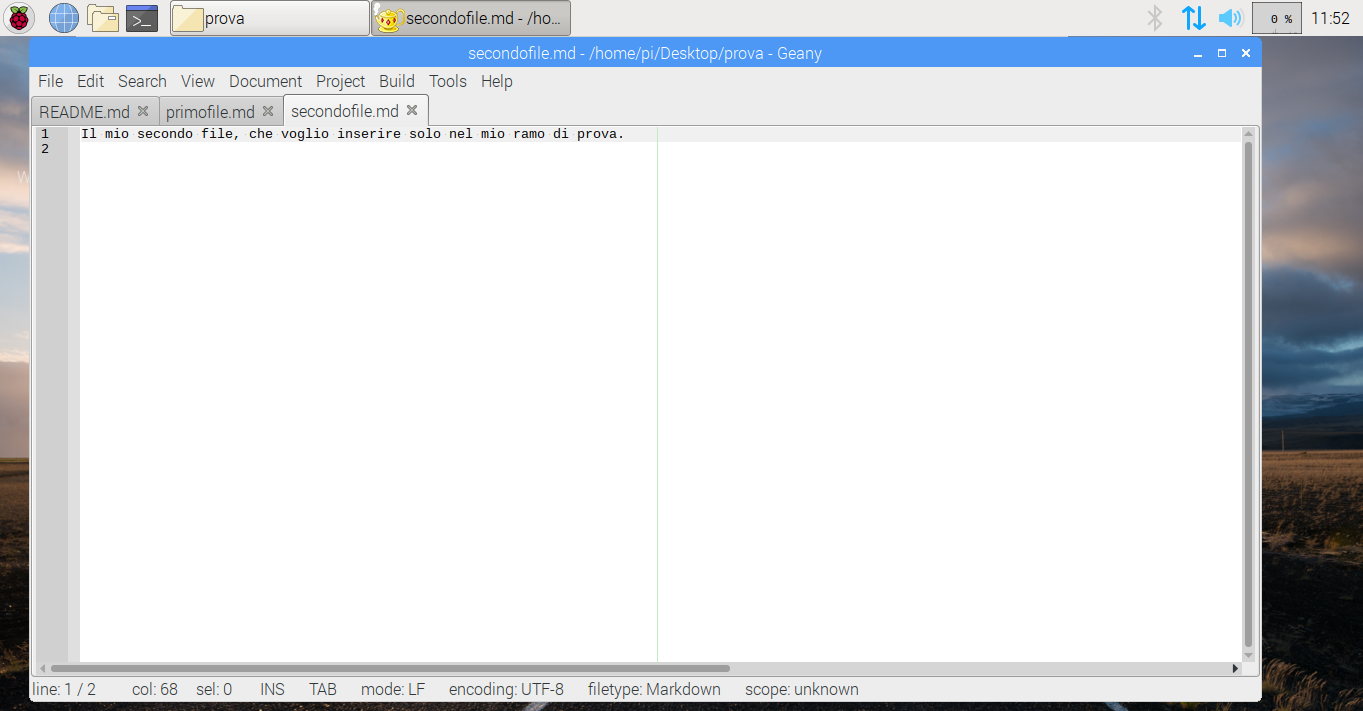 prova
secondofile.md - /ho...
0 %
11:52
secondofile.md - /home/pi/Desktop/prova - Geany
File Edit Search View Document Project Build Tools Help
README.md primofile.md secondofile.md
1 Il mio secondo file, che voglio inserire solo nel mio ramo di prova.
2
W
line: 1 / 2 col: 68 sel: 0 INS TAB mode: LF encoding: UTF-8 filetype: Markdown scope: unknown